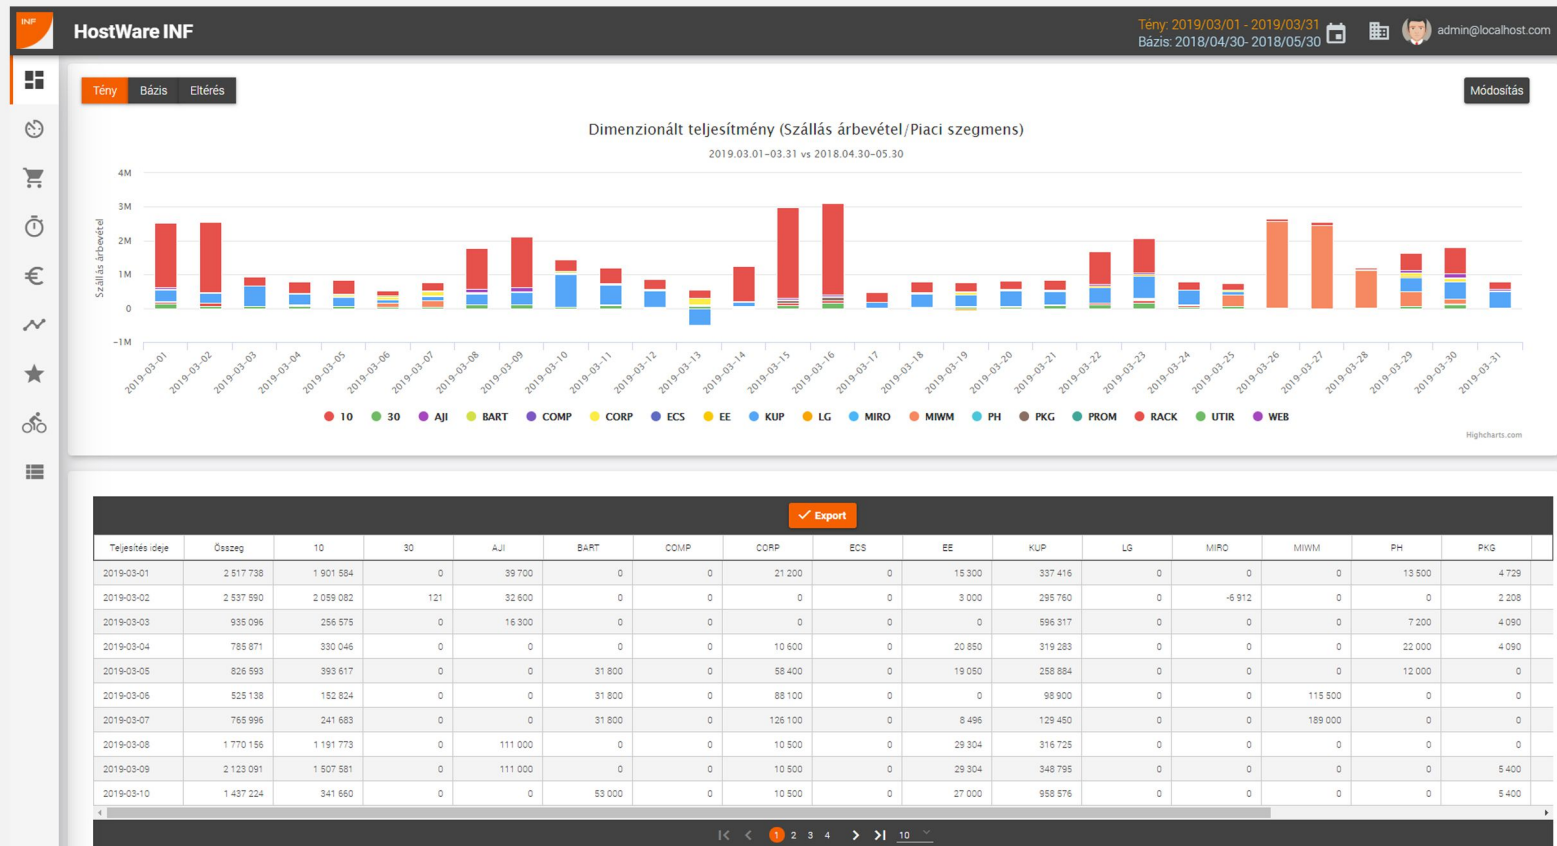 INF
HostWare INF
Tény: 2019/03/01 - 2019/03/31
Bázis: 2018/04/30- 2018/05/30
admin@localhost.com
Tény Bázis Eltérés
Módosítás
Dimenzionált teljesítmény (Szállás árbevétel/Piaci szegmens)
2019.03.01-03.31 vs 2018.04.30-05.30
Szállás árbevétel
4M
3M
2M
1M
0
-1M
2019-03-01 2019-03-02 2019-03-03 2019-03-04 2019-03-05 2019-03-06 2019-03-07 2019-03-08 2019-03-09 2019-03-10 2019-03-11 2019-03-12 2019-03-13 2019-03-14 2019-03-15 2019-03-16 2019-03-17 2019-03-18 2019-03-19 2019-03-20 2019-03-21 2019-03-22 2019-03-23 2019-03-24 2019-03-25 2019-03-26 2019-03-27 2019-03-28 2019-03-29 2019-03-30 2019-03-31
10 30 AJI BART COMP CORP ECS EE KUP LG MIRO MIWM PH PKG PROM RACK UTIR WEB
Highcharts.com
Export
Teljesítés ideje Összeg 10 30 AJI BART COMP CORP ECS EE KUP LG MIRO MIWM PH PKG
2019-03-01 2 517 738 1 901 584 0 39 700 0 0 21 200 0 15 300 337 416 0 0 0 13 500 4 729
2019-03-02 2 537 590 2 059 082 121 32 600 0 0 0 0 3 000 295 760 0 -6 912 0 0 2 208
2019-03-03 935 096 256 575 0 16 300 0 0 0 0 0 596 317 0 0 0 7 200 4 090
2019-03-04 785 871 330 046 0 0 0 0 10 600 0 20 850 319 283 0 0 0 22 000 4 090
2019-03-05 826 593 393 617 0 0 31 800 0 58 400 0 19 050 258 884 0 0 0 12 000 0
2019-03-06 525 138 152 824 0 0 31 800 0 88 100 0 0 98 900 0 0 115 500 0 0
2019-03-07 765 996 241 683 0 0 31 800 0 126 100 0 8 496 129 450 0 0 189 000 0 0
2019-03-08 1 770 156 1 191 773 0 111 000 0 0 10 500 0 29 304 316 725 0 0 0 0 0
2019-03-09 2 123 091 1 507 581 0 111 000 0 0 10 500 0 29 304 348 795 0 0 0 0 5 400
2019-03-10 1 437 224 341 660 0 0 53 000 0 10 500 0 27 000 958 576 0 0 0 0 5 400
1 2 3 4 10